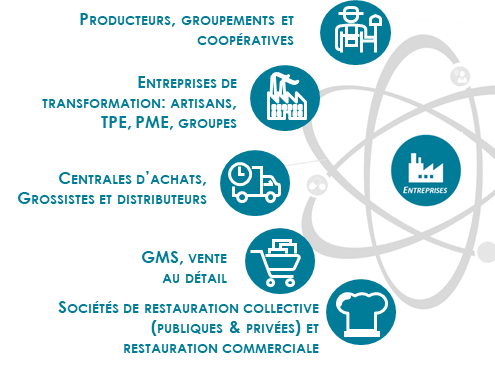 Producteurs, groupements et
coopératives
Entreprises de
transformation: artisans,
TPE, PME, groupes
Centrales d'achats,
Grossistes et distributeurs
Entreprises
GMS, vente
au détail
Sociétés de restauration collective
(publiques & privées) et
restauration commerciale